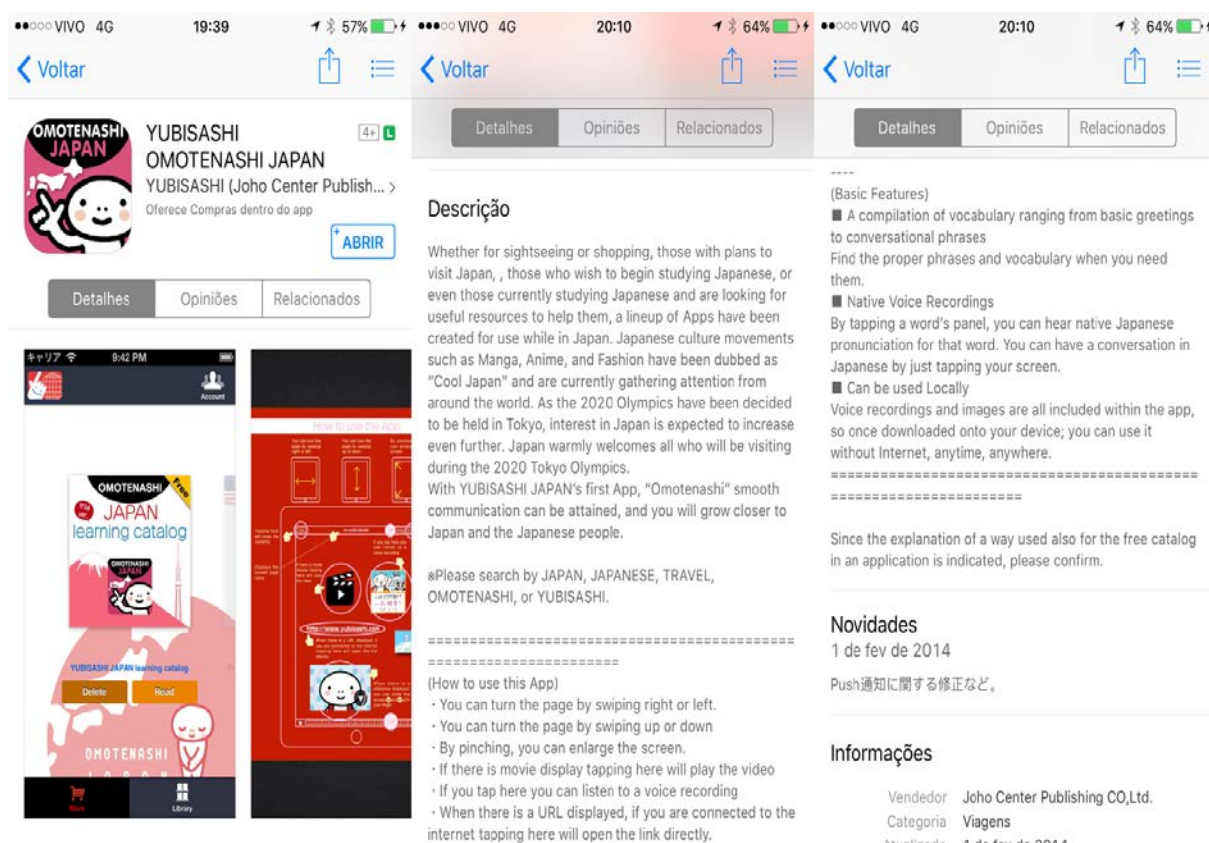 VIVO 4G 19:39 57%
Voltar
OMOTENASHI
JAPAN
YUBISASHI
OMOTENASHI JAPAN
4+ L
YUBISASHI (Joho Center Publish... >
Oferece Compras dentro do app
+ ABRIR
Detalhes Opiniões Relacionados
キャリア 9:42 PM
Account
OMOTENASHI
Free
JAPAN
learning catalog
OMOTENASHI
JAPAN
YUBISASHI JAPAN learning catalog
Delete Read
OMOTENASHI
JAPAN
Store Library
How to use the App
http://www.yubisashi.com
VIVO 4G 20:10 64%
Voltar
Detalhes Opiniões Relacionados
Descrição
Whether for sightseeing or shopping, those with plans to
visit Japan, , those who wish to begin studying Japanese, or
even those currently studying Japanese and are looking for
useful resources to help them, a lineup of Apps have been
created for use while in Japan. Japanese culture movements
such as Manga, Anime, and Fashion have been dubbed as
“Cool Japan” and are currently gathering attention from
around the world. As the 2020 Olympics have been decided
to be held in Tokyo, interest in Japan is expected to increase
even further. Japan warmly welcomes all who will be visiting
during the 2020 Tokyo Olympics.
With YUBISASHI JAPAN’s first App, “Omotenashi” smooth
communication can be attained, and you will grow closer to
Japan and the Japanese people.
※Please search by JAPAN, JAPANESE, TRAVEL,
OMOTENASHI, or YUBISASHI.
============================================
=======================
(How to use this App)
・You can turn the page by swiping right or left.
・You can turn the page by swiping up or down
・By pinching, you can enlarge the screen.
・If there is movie display tapping here will play the video
・If you tap here you can listen to a voice recording
・When there is a URL displayed, if you are connected to the
internet tapping here will open the link directly.
VIVO 4G 20:10 64%
Voltar
Detalhes Opiniões Relacionados
----
(Basic Features)
■ A compilation of vocabulary ranging from basic greetings
to conversational phrases
Find the proper phrases and vocabulary when you need
them.
■ Native Voice Recordings
By tapping a word’s panel, you can hear native Japanese
pronunciation for that word. You can have a conversation in
Japanese by just tapping your screen.
■ Can be used Locally
Voice recordings and images are all included within the app,
so once downloaded onto your device; you can use it
without Internet, anytime, anywhere.
============================================
=======================
Since the explanation of a way used also for the free catalog
in an application is indicated, please confirm.
Novidades
1 de fev de 2014
Push通知に関する修正など。
Informações
Vendedor Joho Center Publishing CO,Ltd.
Categoria Viagens
Atualizado 1 de fev de 2014